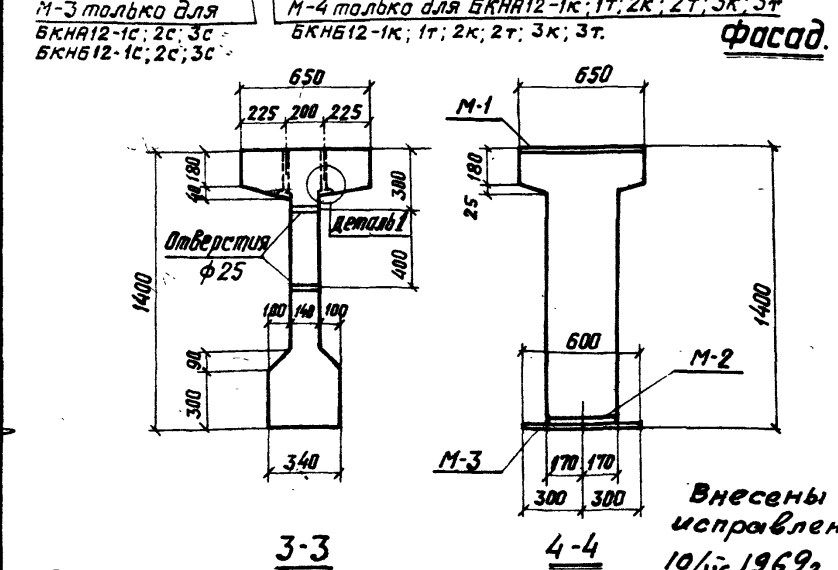 М-3 только для
БКНА12-1с; 2с; 3с
БКНБ12-1с; 2с; 3с
М-4 только для БКНА12-1к; 1т; 2к; 2т; 3к; 3т
БКНБ12-1к; 1т; 2к; 2т; 3к; 3т.
Фасад.
650
225 200 225
180
40
300
400
деталь 1
Отверстия
ф 25
1400
100 140 100
90
300
340
3-3
650
М-1
180
25
1400
600
М-2
М-3
170 170
300 300
4-4
Внесены
исправлен
1969г